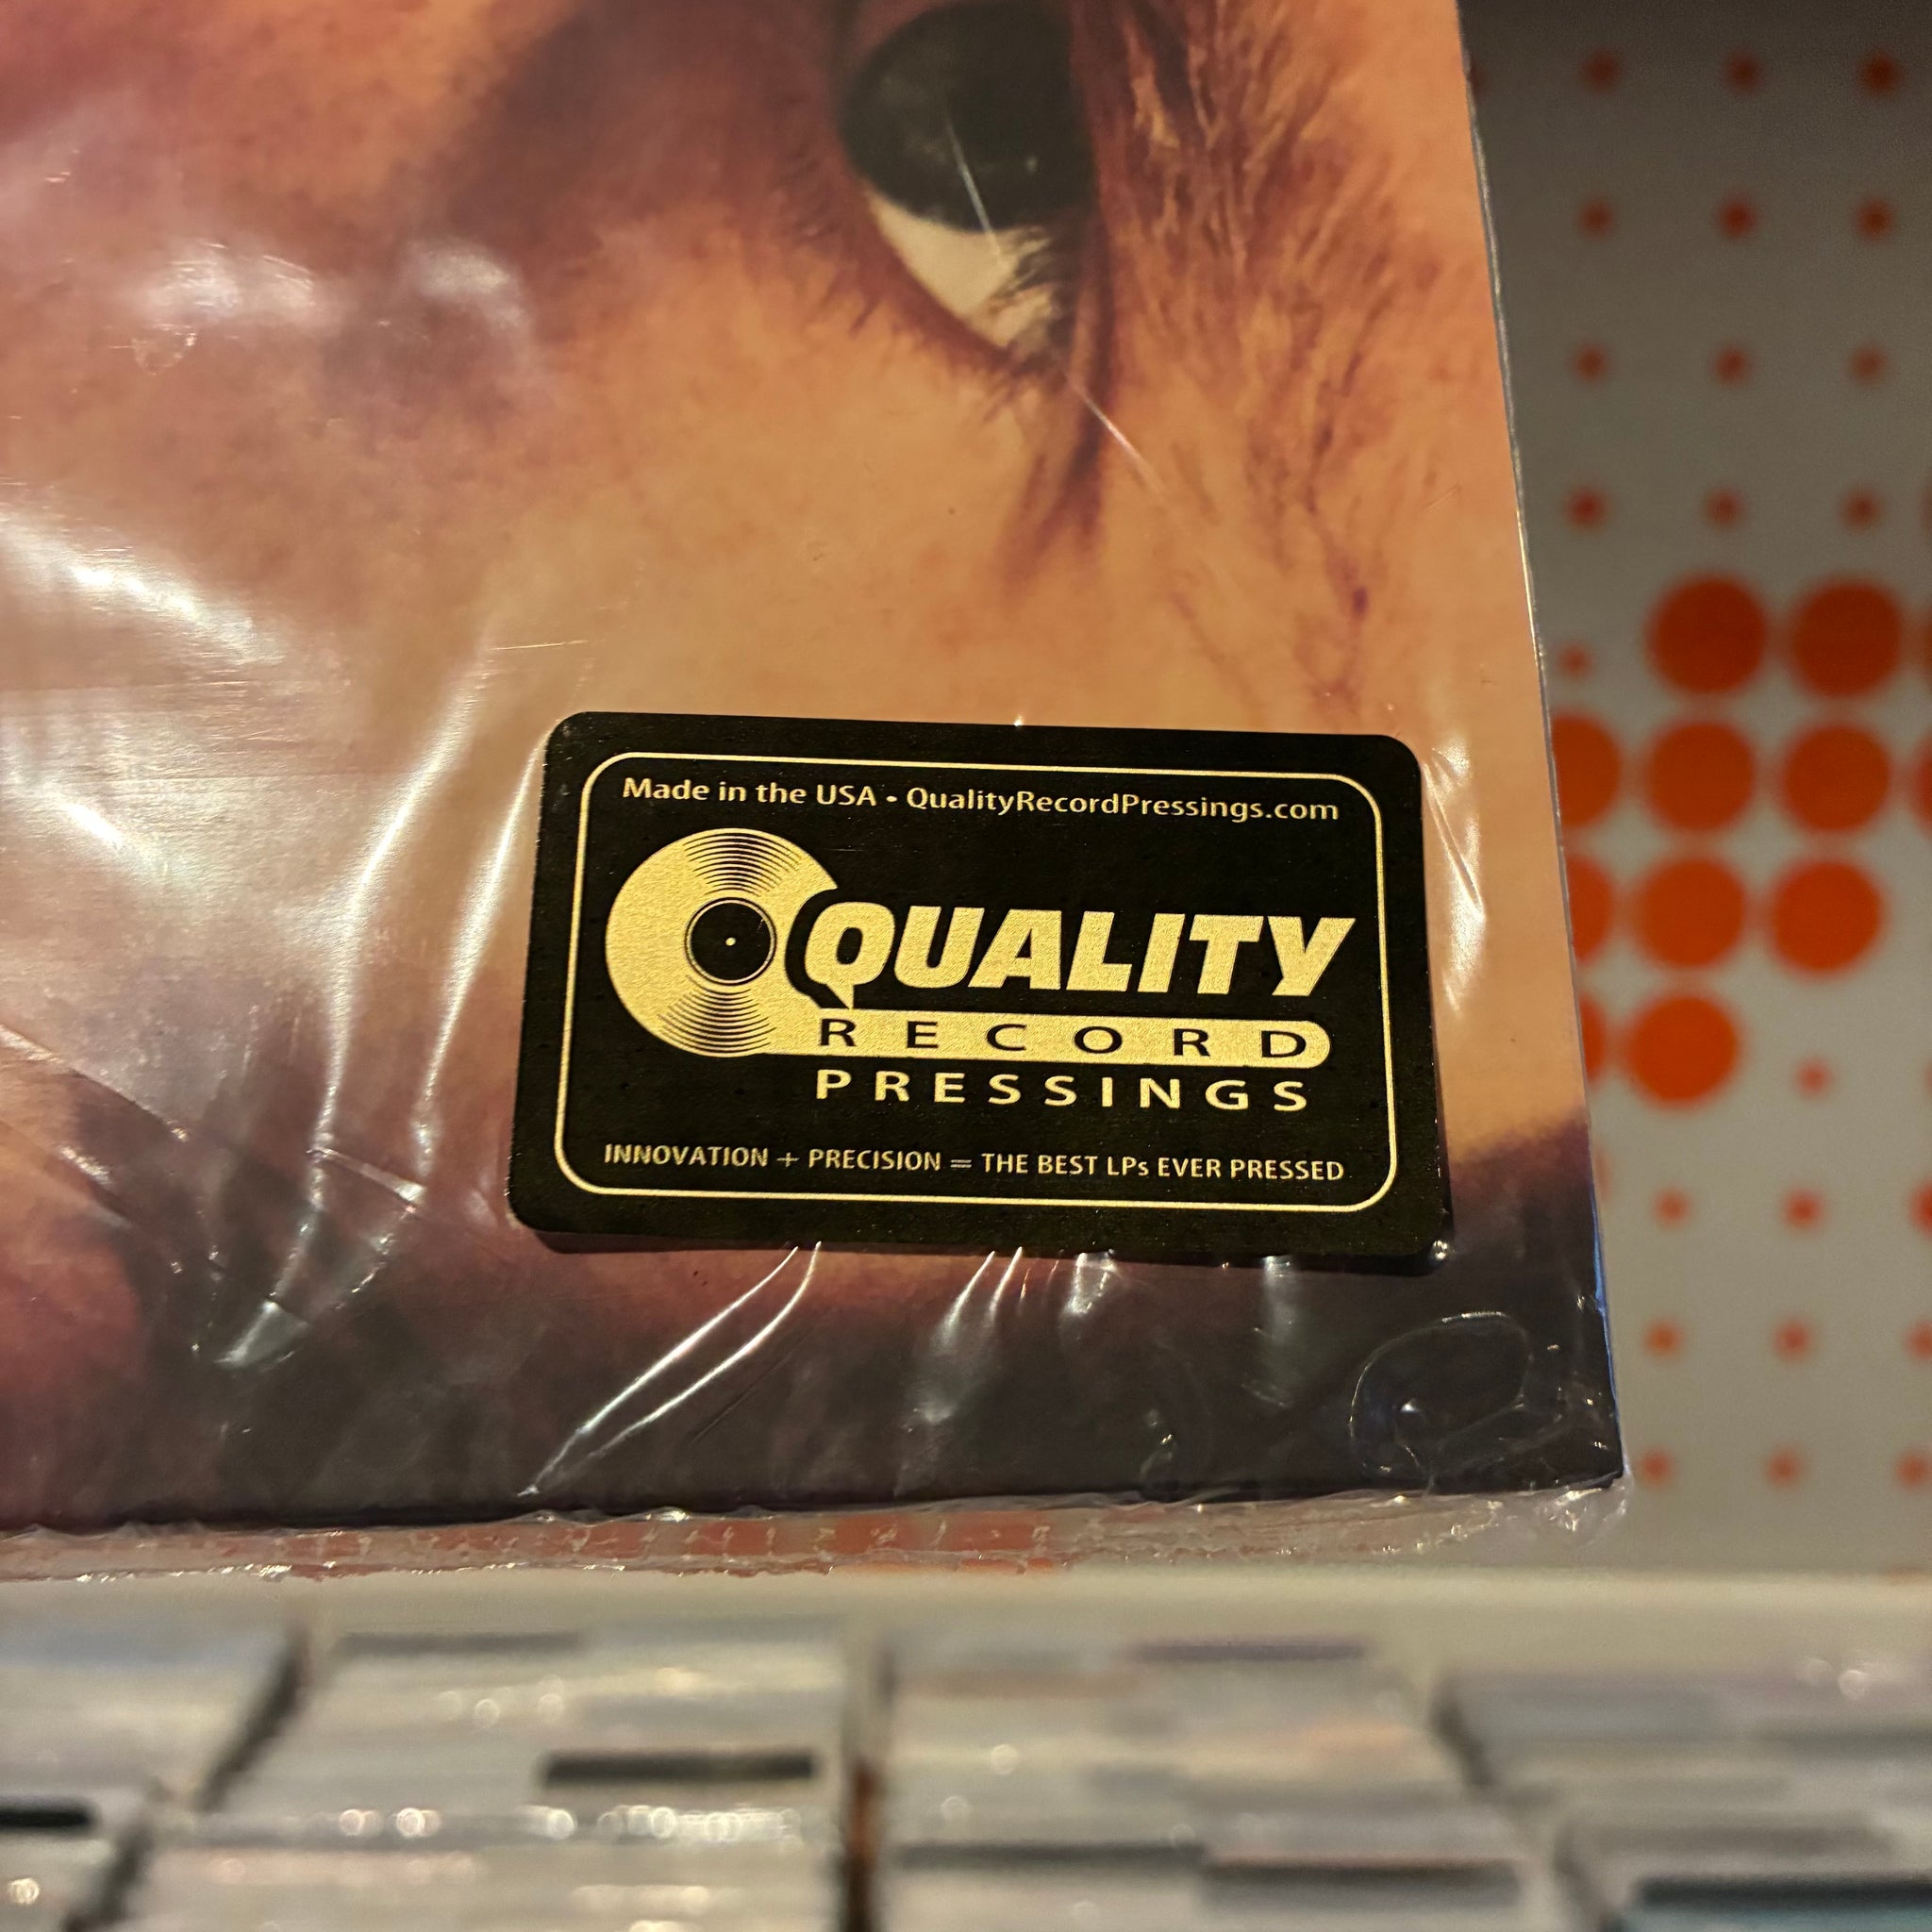 Made in the USA • QualityRecordPressings.com
QUALITY
RECORD
PRESSINGS
INNOVATION + PRECISION = THE BEST LPs EVER PRESSED